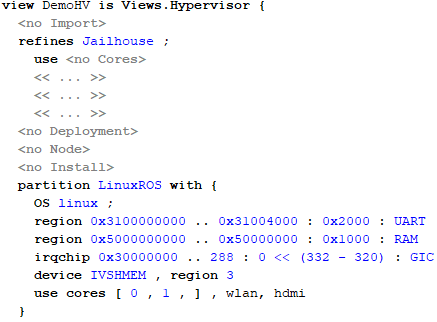 view DemoHV is Views.Hypervisor {
<no Import>
refines Jailhouse ;
use <no Cores>
<< ... >>
<< ... >>
<< ... >>
<no Deployment>
<no Node>
<no Install>
partition LinuxROS with {
OS linux ;
region 0x3100000000 .. 0x31004000 : 0x2000 : UART
region 0x5000000000 .. 0x50000000 : 0x1000 : RAM
irqchip 0x30000000 .. 288 : 0 << (332 - 320) : GIC
device IVSHMEM , region 3
use cores [ 0 , 1 , ] , wlan, hdmi
}